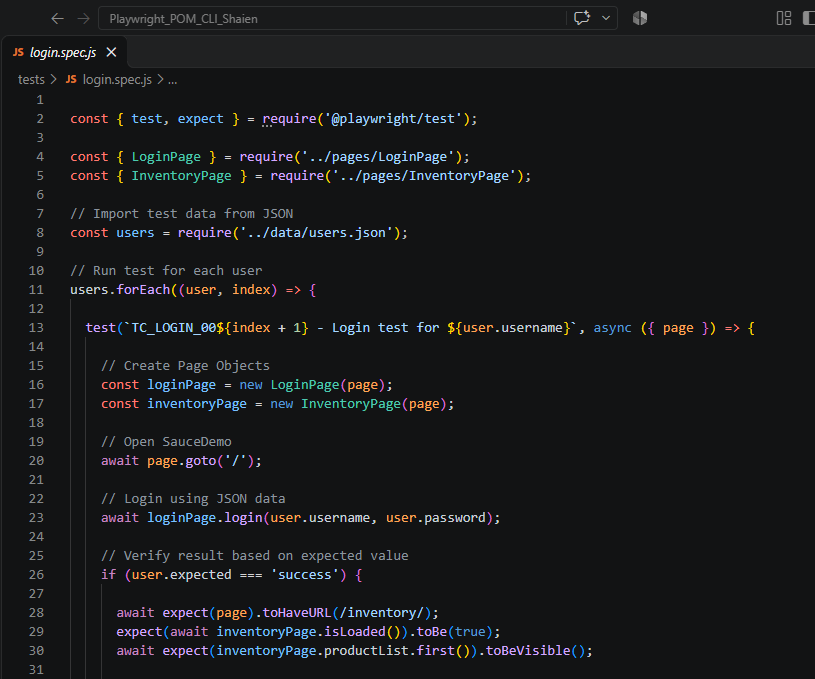 Playwright_POM_CLI_Shaien
JS login.spec.js
tests > JS login.spec.js > ...
1
2 const { test, expect } = require('@playwright/test');
3
4 const { LoginPage } = require('../pages/LoginPage');
5 const { InventoryPage } = require('../pages/InventoryPage');
6
7 // Import test data from JSON
8 const users = require('../data/users.json');
9
10 // Run test for each user
11 users.forEach((user, index) => {
12
13   test(`TC_LOGIN_00${index + 1} - Login test for ${user.username}`, async ({ page }) => {
14
15     // Create Page Objects
16     const loginPage = new LoginPage(page);
17     const inventoryPage = new InventoryPage(page);
18
19     // Open SauceDemo
20     await page.goto('/');
21
22     // Login using JSON data
23     await loginPage.login(user.username, user.password);
24
25     // Verify result based on expected value
26     if (user.expected === 'success') {
27
28       await expect(page).toHaveURL(/inventory/);
29       expect(await inventoryPage.isLoaded()).toBe(true);
30       await expect(inventoryPage.productList.first()).toBeVisible();
31